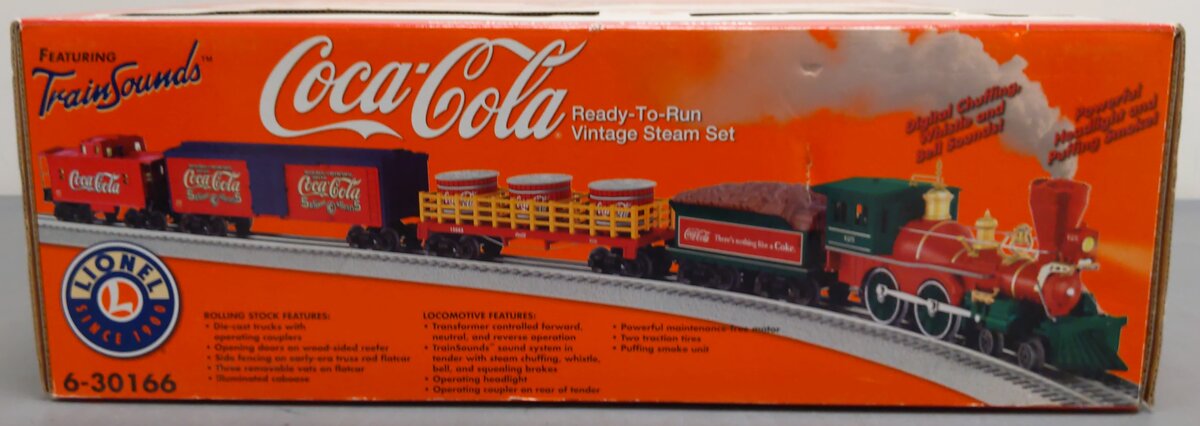 FEATURING
TrainSounds™
Coca-Cola®
Ready-To-Run
Vintage Steam Set
Digital Chuffing,
Whistle and
Bell Sounds!
Powerful
Headlight and
Puffing Smoke!
Coca-Cola
Coca-Cola
Coca-Cola
Coca-Cola
There's nothing like a Coke.
LIONEL
L
SINCE 1900
6-30166
ROLLING STOCK FEATURES:
• Die-cast trucks with
operating couplers
• Opening doors on wood-sided reefer
• Side fencing on early-era truss rod flatcar
• Three removable vats on flatcar
• Illuminated caboose
LOCOMOTIVE FEATURES:
• Transformer controlled forward,
neutral, and reverse operation
• TrainSounds™ sound system in
tender with steam chuffing, whistle,
bell, and squealing brakes
• Operating headlight
• Operating coupler on rear of tender
• Powerful maintenance-free motor
• Two traction tires
• Puffing smoke unit